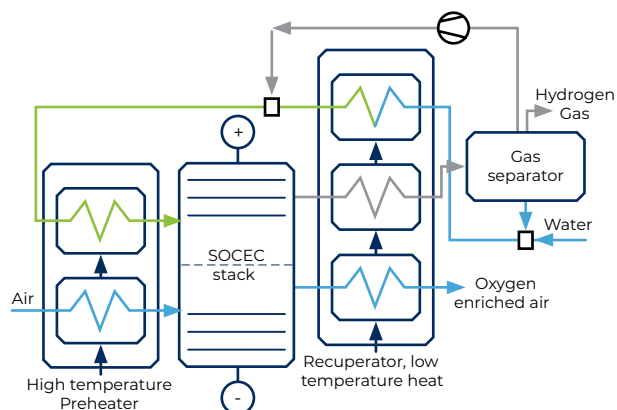 Hydrogen
Gas
+
Gas
separator
Water
SOCEC
stack
Air
Oxygen
enriched air
Recuperator, low
temperature heat
High temperature
Preheater
-